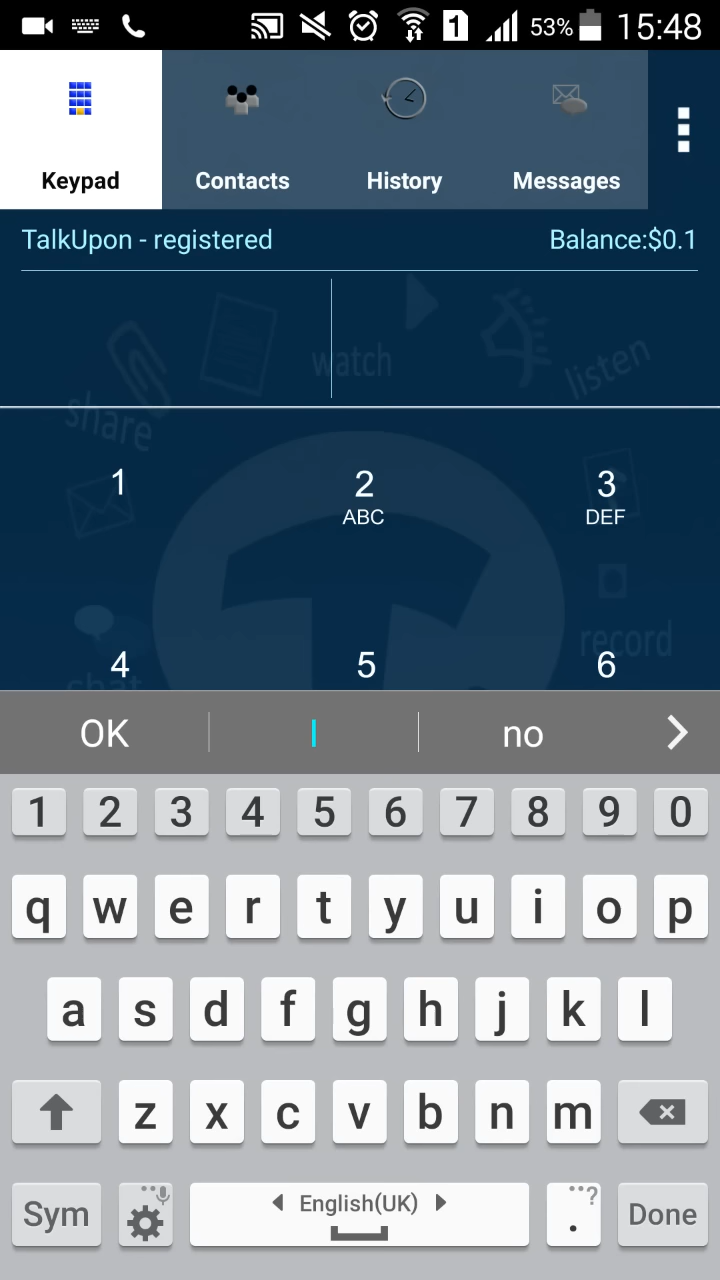 1 53% 15:48
Keypad Contacts History Messages
TalkUpon - registered Balance:$0.1
watch
listen
share
1 2 3
ABC DEF
record
4 5 6
chat
OK I no
1 2 3 4 5 6 7 8 9 0
q w e r t y u i o p
a s d f g h j k l
z x c v b n m
Sym English(UK) . ? Done